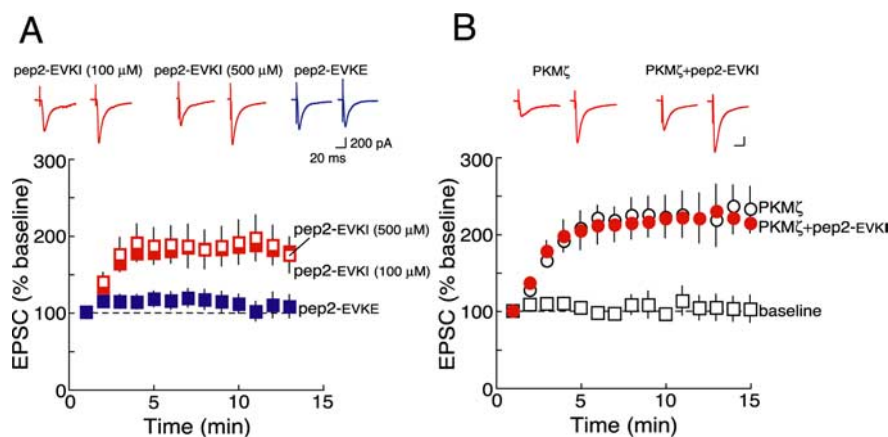 A
pep2-EVKI (100 µM)
pep2-EVKI (500 µM)
pep2-EVKE
200 pA
20 ms
EPSC (% baseline)
300
200
100
0
pep2-EVKI (500 µM)
pep2-EVKI (100 µM)
pep2-EVKE
0
5
10
15
Time (min)
B
PKMζ
PKMζ+pep2-EVKI
EPSC (% baseline)
300
200
100
0
PKMζ
PKMζ+pep2-EVKI
baseline
0
5
10
15
Time (min)